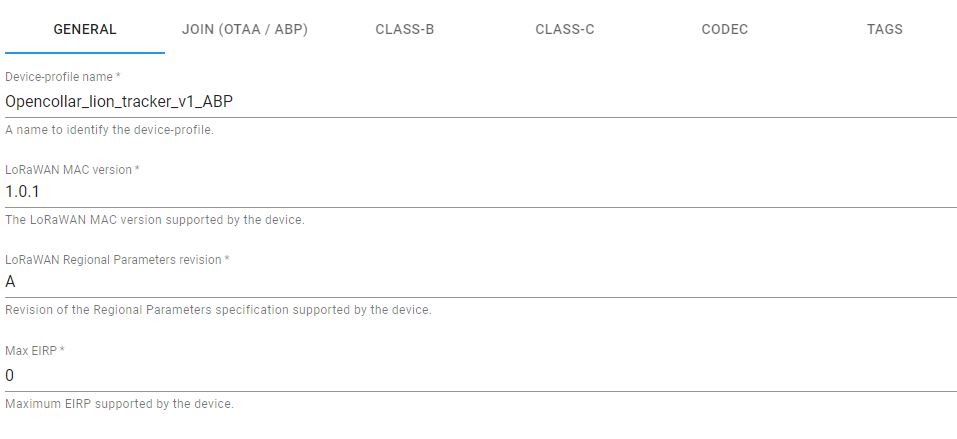 GENERAL JOIN (OTAA / ABP) CLASS-B CLASS-C CODEC TAGS
Device-profile name *
Opencollar_lion_tracker_v1_ABP
A name to identify the device-profile.
LoRaWAN MAC version *
1.0.1
The LoRaWAN MAC version supported by the device.
LoRaWAN Regional Parameters revision *
A
Revision of the Regional Parameters specification supported by the device.
Max EIRP *
0
Maximum EIRP supported by the device.